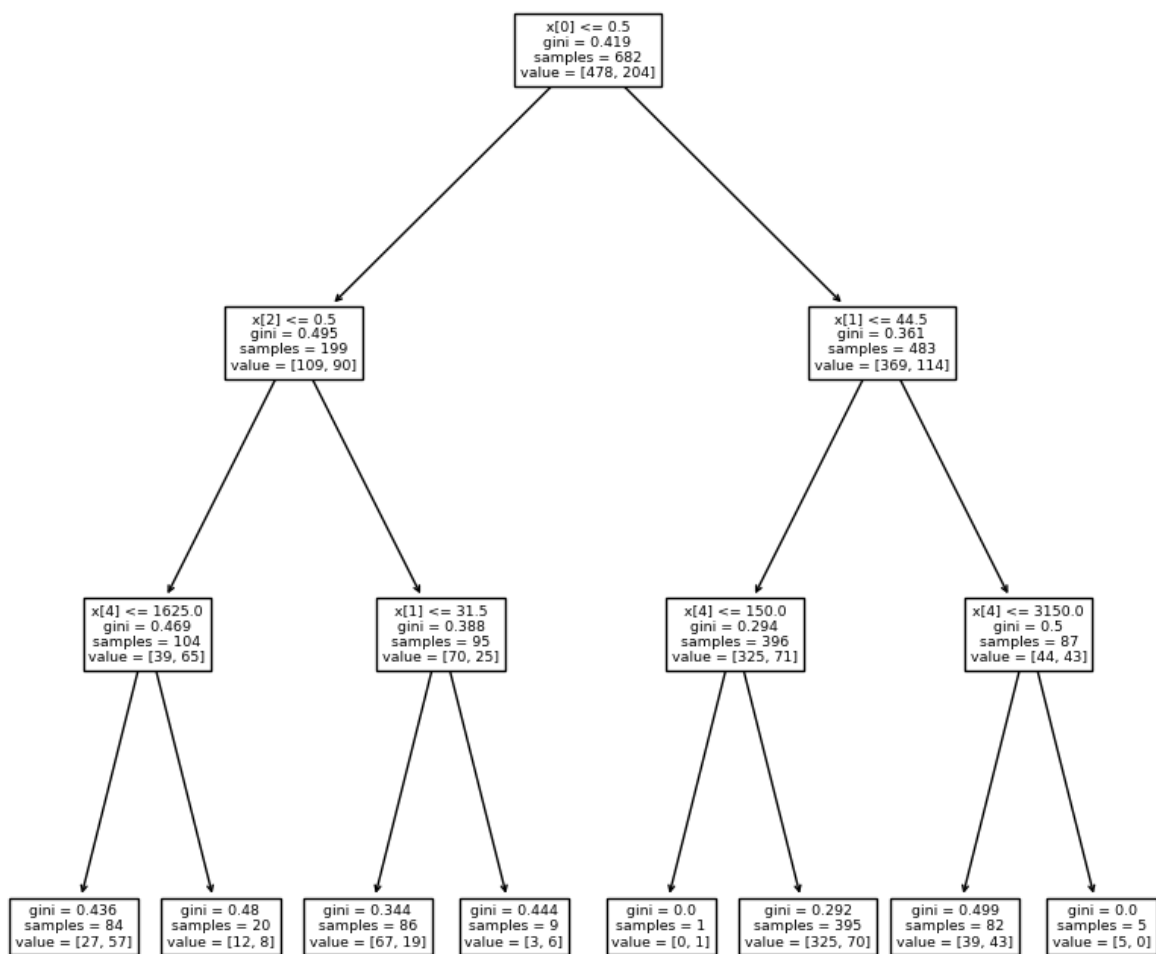 x[0] <= 0.5
gini = 0.419
samples = 682
value = [478, 204]
x[2] <= 0.5
gini = 0.495
samples = 199
value = [109, 90]
x[1] <= 44.5
gini = 0.361
samples = 483
value = [369, 114]
x[4] <= 1625.0
gini = 0.469
samples = 104
value = [39, 65]
x[1] <= 31.5
gini = 0.388
samples = 95
value = [70, 25]
x[4] <= 150.0
gini = 0.294
samples = 396
value = [325, 71]
x[4] <= 3150.0
gini = 0.5
samples = 87
value = [44, 43]
gini = 0.436
samples = 84
value = [27, 57]
gini = 0.48
samples = 20
value = [12, 8]
gini = 0.344
samples = 86
value = [67, 19]
gini = 0.444
samples = 9
value = [3, 6]
gini = 0.0
samples = 1
value = [0, 1]
gini = 0.292
samples = 395
value = [325, 70]
gini = 0.499
samples = 82
value = [39, 43]
gini = 0.0
samples = 5
value = [5, 0]